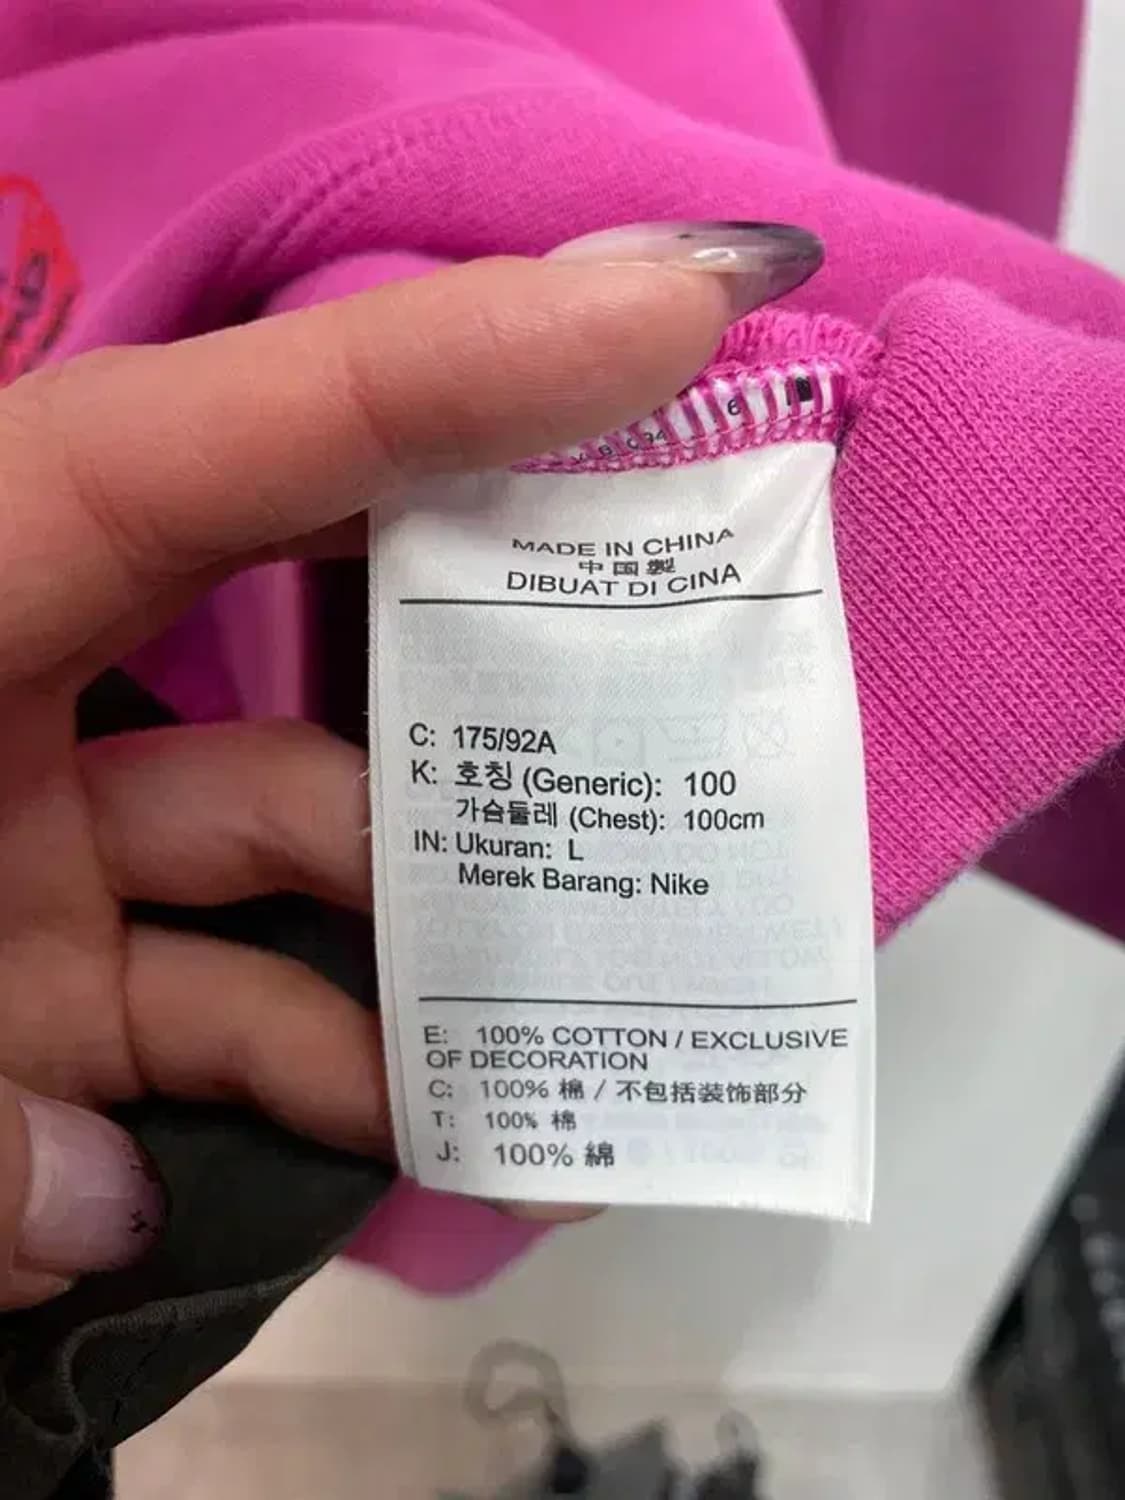 MADE IN CHINA
中国製
DIBUAT DI CINA
C: 175/92A
K: 호칭 (Generic): 100
가슴둘레 (Chest): 100cm
IN: Ukuran: L
Merek Barang: Nike
E: 100% COTTON / EXCLUSIVE
OF DECORATION
C: 100% 棉 / 不包括装饰部分
T: 100% 棉
J: 100% 綿